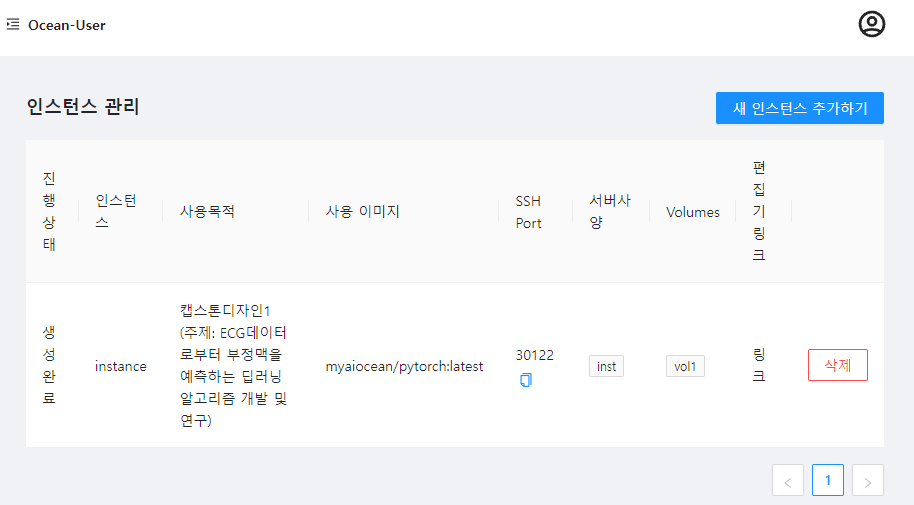 Ocean-User
인스턴스 관리
새 인스턴스 추가하기
진
행
상
태
인스턴
스
사용목적
사용 이미지
SSH
Port
서버사
양
Volumes
편
집
기
링
크
생
성
완
료
instance
캡스톤디자인1
(주제: ECG데이터
로부터 부정맥을
예측하는 딥러닝
알고리즘 개발 및
연구)
myaiocean/pytorch:latest
30122
inst
vol1
링
크
삭제
<
1
>